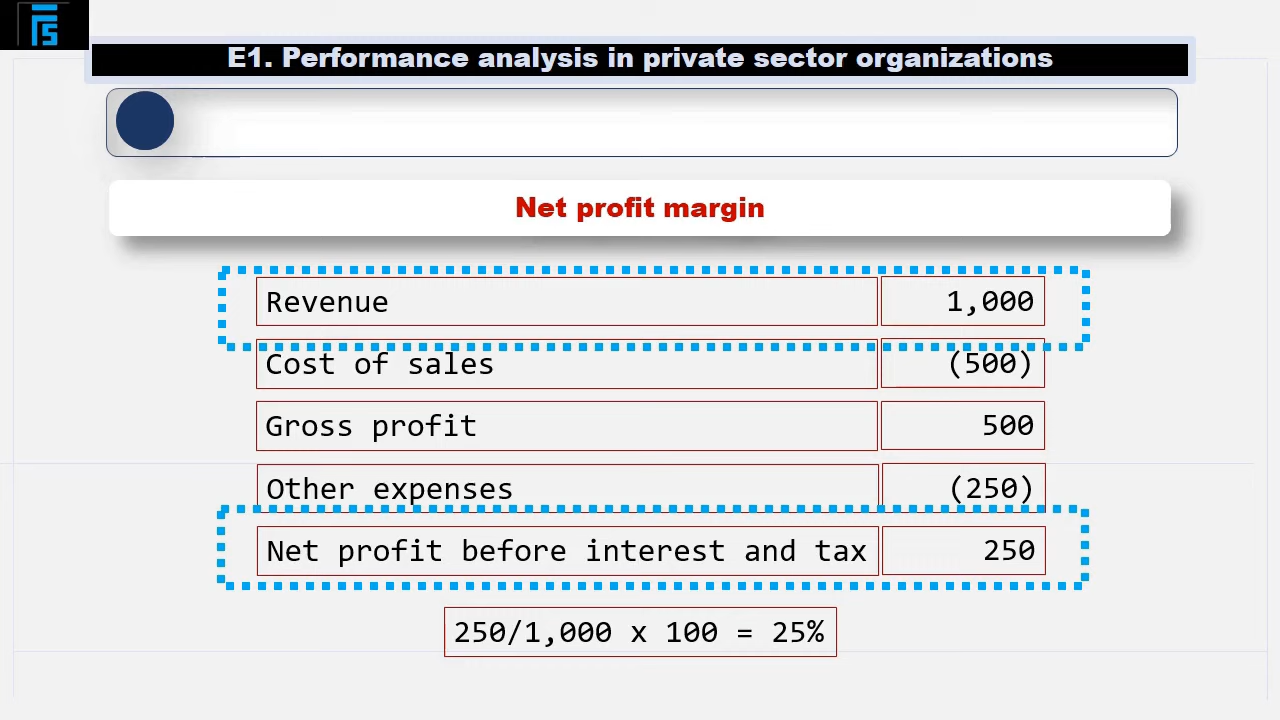 E1. Performance analysis in private sector organizations
Net profit margin
Revenue 1,000
Cost of sales (500)
Gross profit 500
Other expenses (250)
Net profit before interest and tax 250
250/1,000 x 100 = 25%